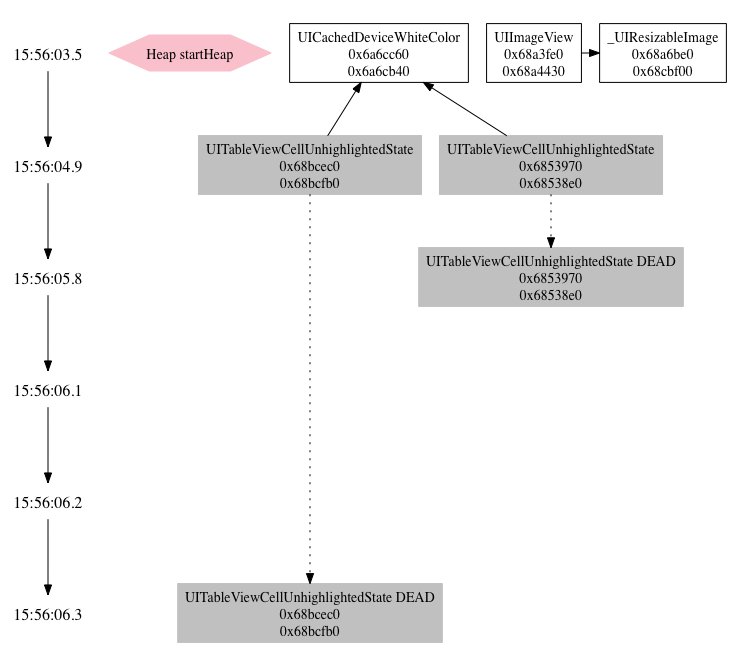 15:56:03.5
Heap startHeap
UICachedDeviceWhiteColor
0x6a6cc60
0x6a6cb40
UIImageView
0x68a3fe0
0x68a4430
_UIResizableImage
0x68a6be0
0x68cbf00
15:56:04.9
UITableViewCellUnhighlightedState
0x68bcec0
0x68bcfb0
UITableViewCellUnhighlightedState
0x6853970
0x68538e0
15:56:05.8
UITableViewCellUnhighlightedState DEAD
0x6853970
0x68538e0
15:56:06.1
15:56:06.2
15:56:06.3
UITableViewCellUnhighlightedState DEAD
0x68bcec0
0x68bcfb0